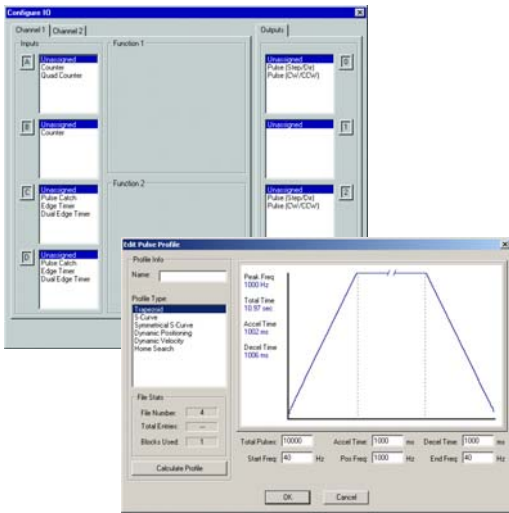 Configure IO
Channel 1 Channel 2
Outputs
Inputs
Function 1
A
Unassigned
Counter
Quad Counter
Unassigned
Pulse (Step/Dir)
Pulse (CW/CCW)
0
B
Unassigned
Counter
Unassigned
1
C
Unassigned
Pulse Catch
Edge Timer
Dual Edge Timer
Function 2
Unassigned
Pulse (Step/Dir)
Pulse (CW/CCW)
2
D
Unassigned
Pulse Catch
Edge Timer
Dual Edge Timer
Edit Pulse Profile
Profile Info
Name:
Profile Type
Trapezoid
S-Curve
Symmetrical S-Curve
Dynamic Positioning
Dynamic Velocity
Home Search
File Stats
File Number: 4
Total Entries: ---
Blocks Used: 1
Calculate Profile
Peak Freq
1000 Hz
Total Time
10.97 sec
Accel Time
1002 ms
Decel Time
1006 ms
Total Pulses: 10000 Accel Time: 1000 ms Decel Time: 1000 ms
Start Freq: 40 Hz Pos Freq: 1000 Hz End Freq: 40 Hz
OK Cancel